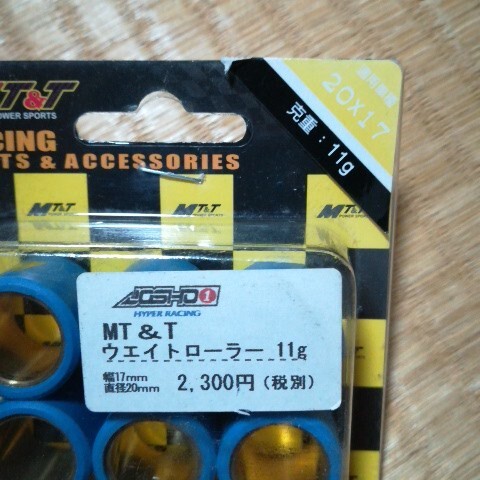 MT&T
POWER SPORTS
CING
TS & ACCESSORIES
20x17
克重：11g
MT&T
MT&T
MT&T
JOSHO1
HYPER RACING
MT&T
ウエイトローラー 11g
幅17mm
直径20mm
2,300円（税別）